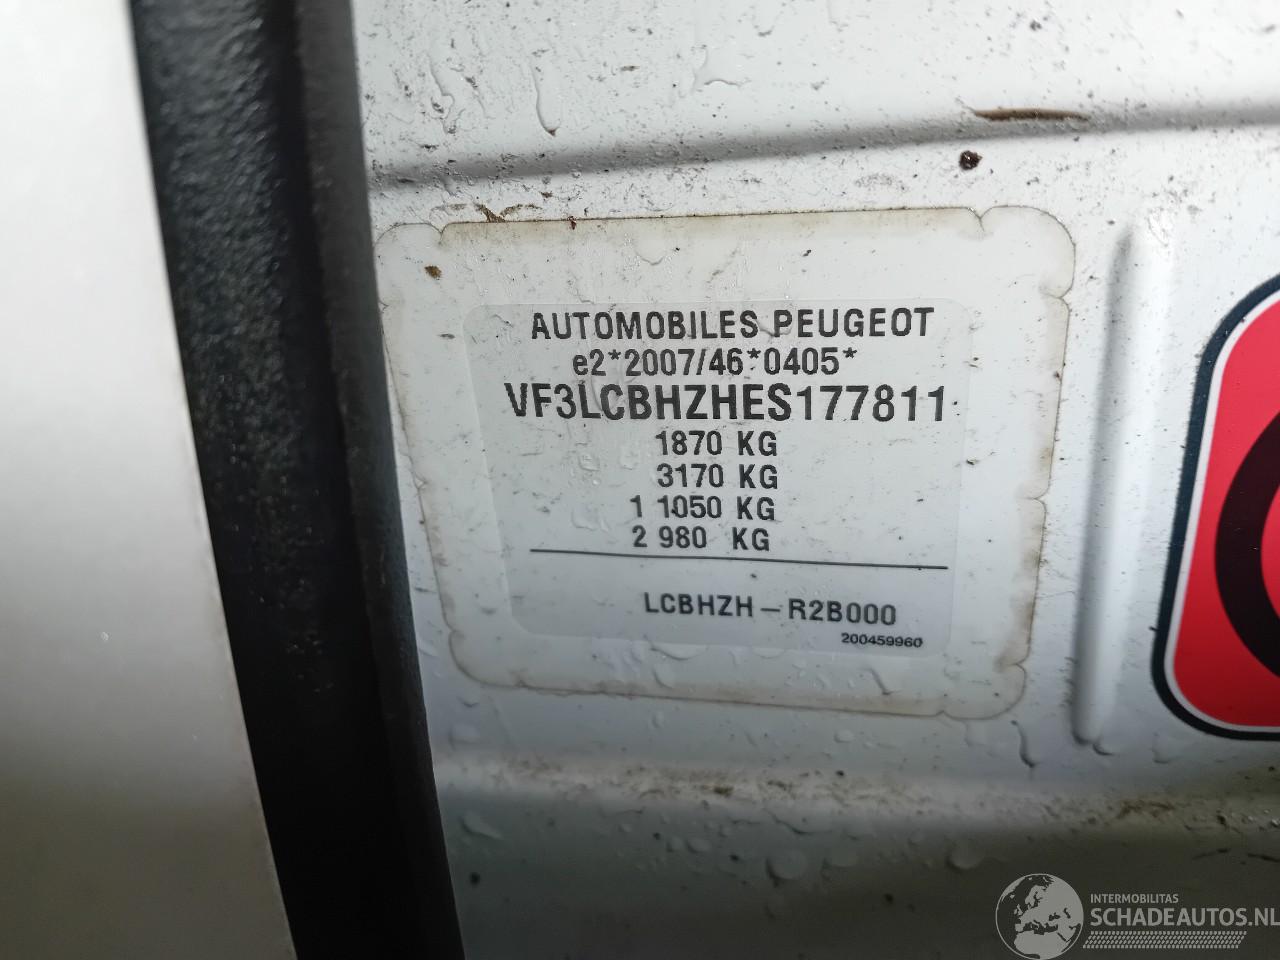 AUTOMOBILES PEUGEOT
e2*2007/46*0405*
VF3LCBHZHES177811
1870 KG
3170 KG
1 1050 KG
2 980 KG
LCBHZH-R2B000
200459960
INTERMOBILITAS
SCHADEAUTOS.NL